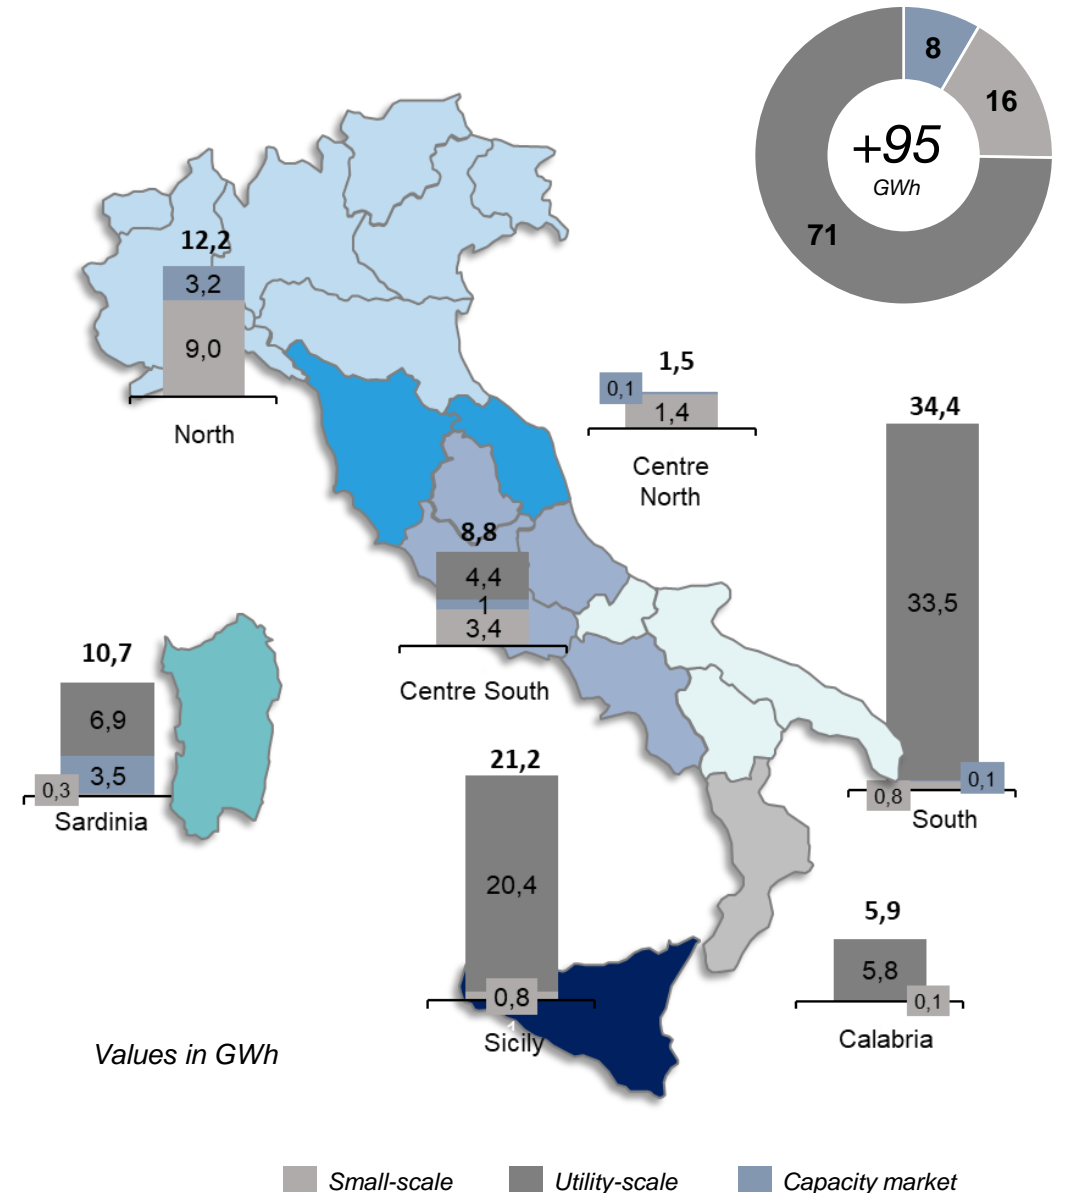 8
16
+95
GWh
71
12,2
3,2
9,0
North
1,5
0,1
1,4
Centre
North
34,4
33,5
0,1
0,8
South
8,8
4,4
1
3,4
Centre South
10,7
6,9
3,5
0,3
Sardinia
21,2
20,4
0,8
Sicily
5,9
5,8
0,1
Calabria
Values in GWh
Small-scale
Utility-scale
Capacity market